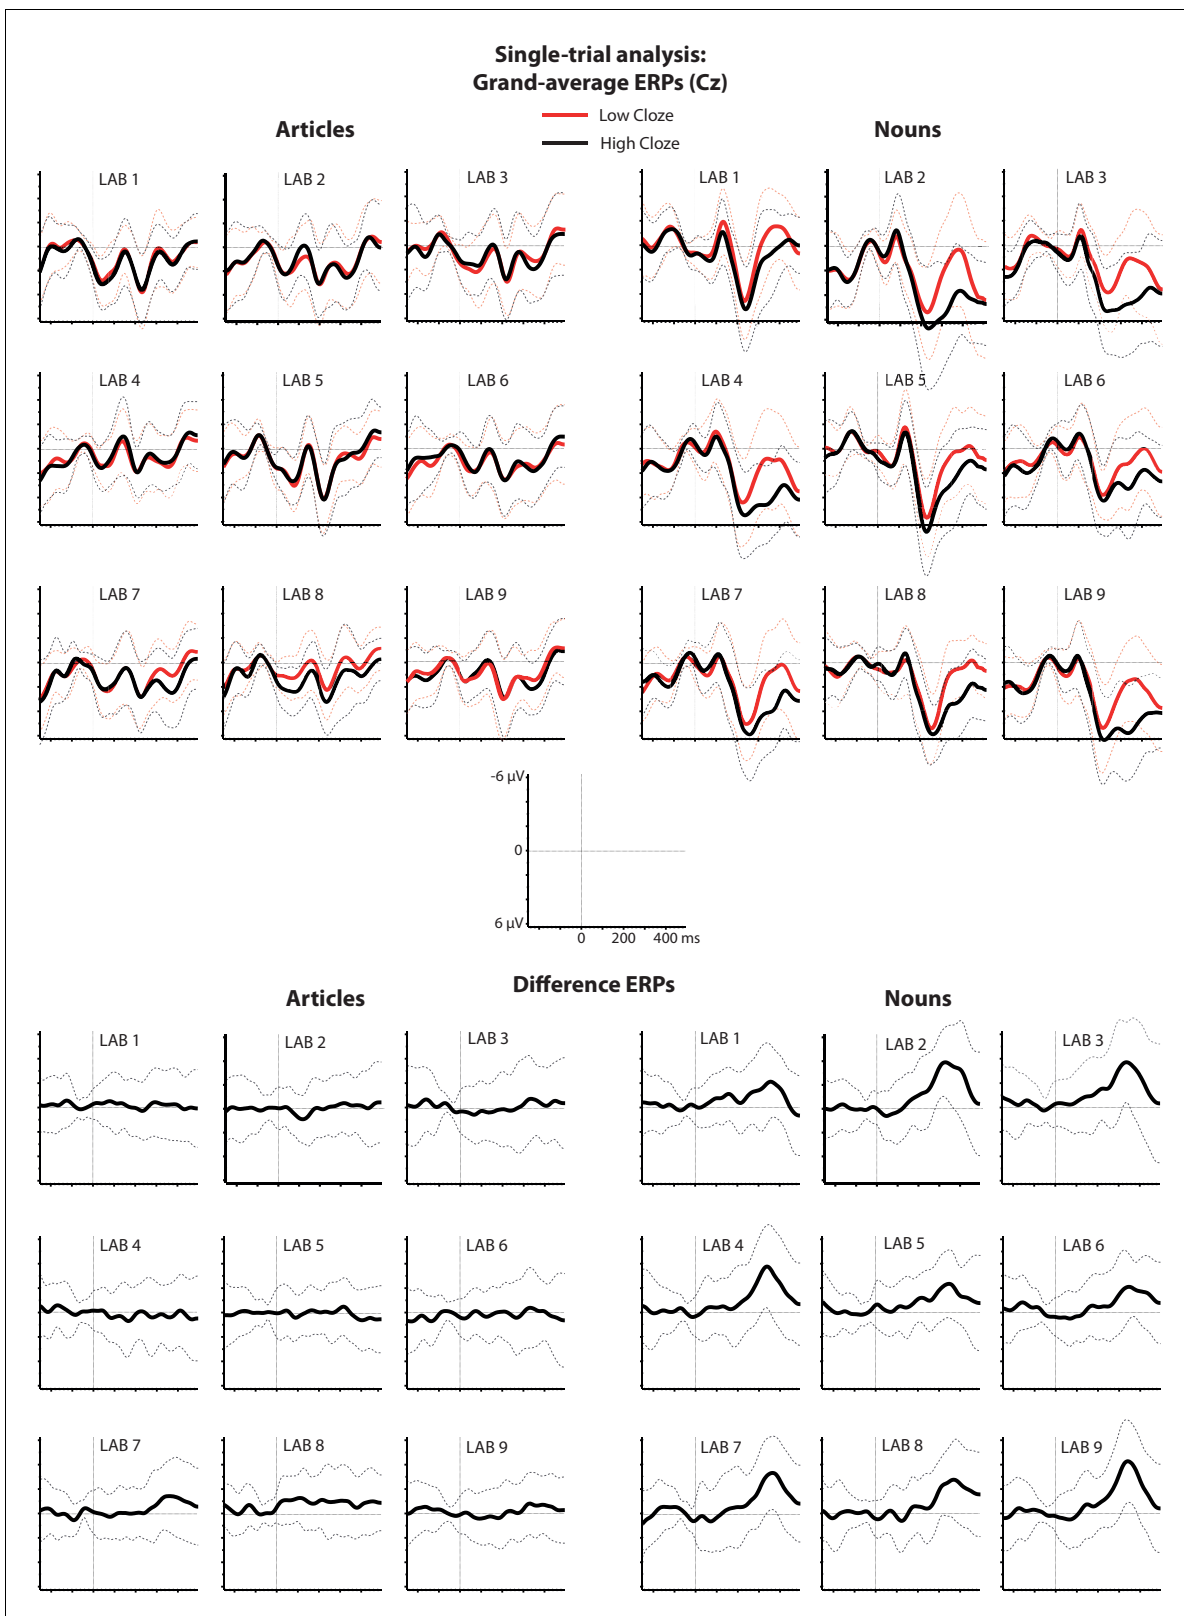 Single-trial analysis:
Grand-average ERPs (Cz)
Low Cloze
High Cloze
Articles
Nouns
LAB 1
LAB 2
LAB 3
LAB 1
LAB 2
LAB 3
LAB 4
LAB 5
LAB 6
LAB 4
LAB 5
LAB 6
LAB 7
LAB 8
LAB 9
LAB 7
LAB 8
LAB 9
-6 µV
0
6 µV
0 200 400 ms
Difference ERPs
Articles
Nouns
LAB 1
LAB 2
LAB 3
LAB 1
LAB 2
LAB 3
LAB 4
LAB 5
LAB 6
LAB 4
LAB 5
LAB 6
LAB 7
LAB 8
LAB 9
LAB 7
LAB 8
LAB 9